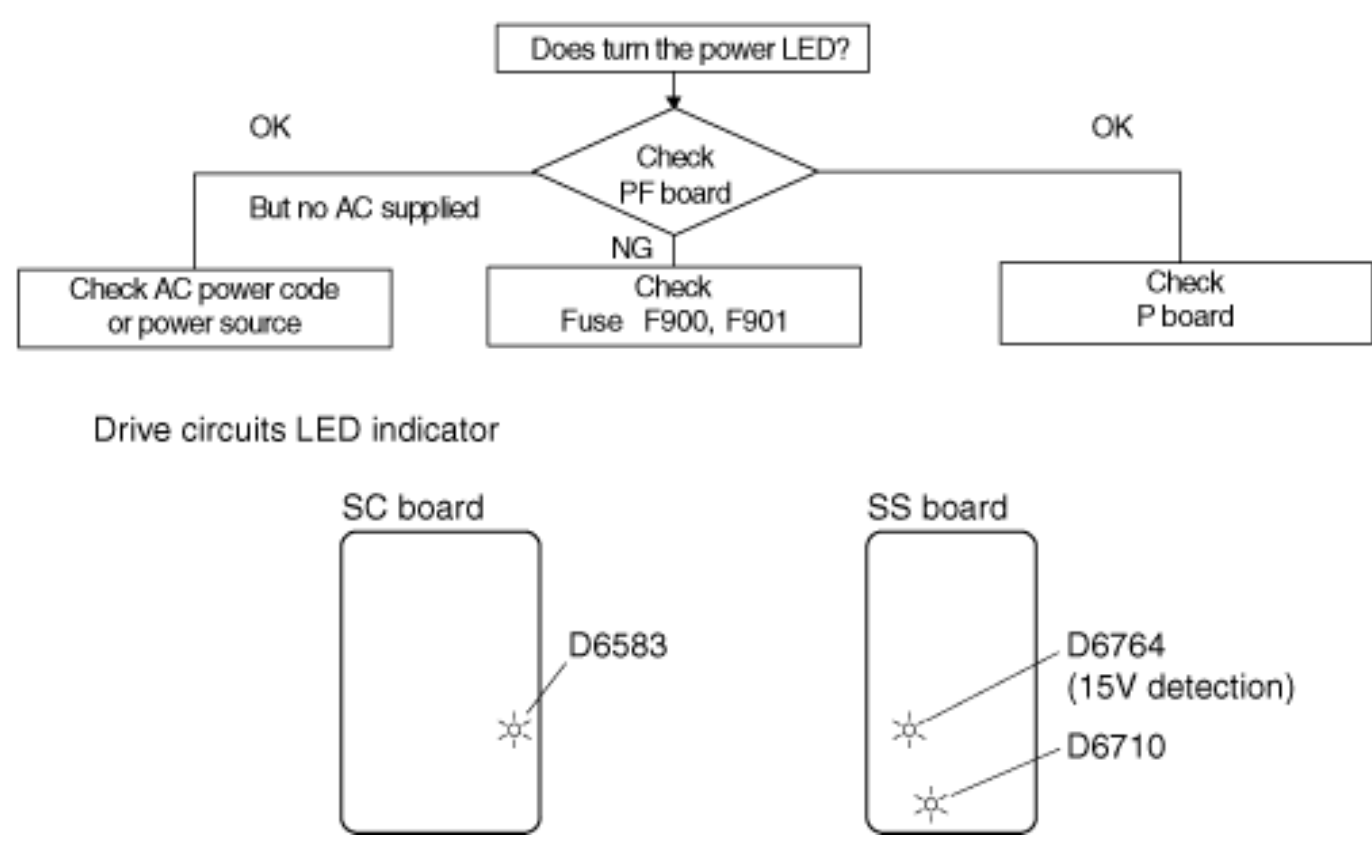 Does turn the power LED?
OK
OK
Check
PF board
But no AC supplied
NG
Check AC power code
or power source
Check
Fuse F900, F901
Check
P board
Drive circuits LED indicator
SC board
SS board
D6583
D6764
(15V detection)
D6710